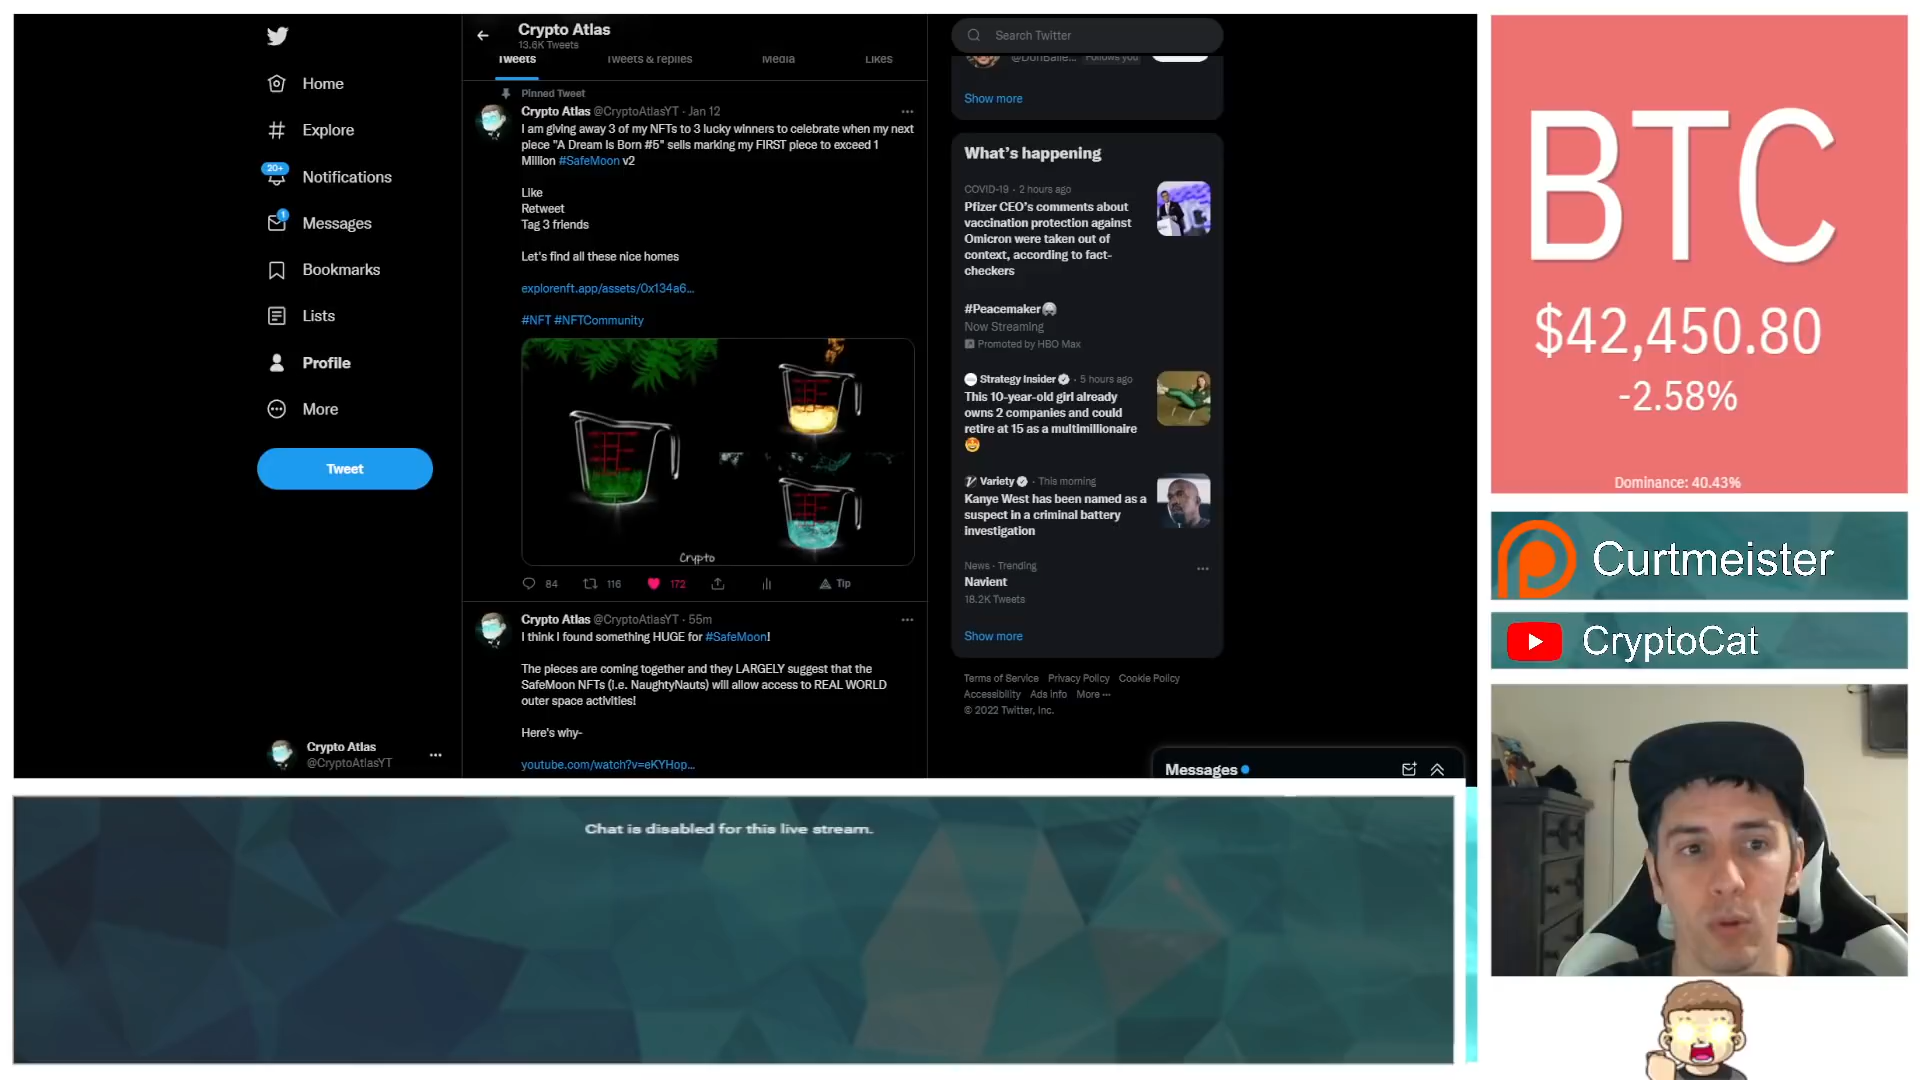 Home
Explore
20+
Notifications
1
Messages
Bookmarks
Lists
Profile
More
Tweet
Crypto Atlas
@CryptoAtlasYT
Crypto Atlas
13.6K Tweets
Tweets
Tweets & replies
Media
Likes
Pinned Tweet
Crypto Atlas @CryptoAtlasYT · Jan 12
I am giving away 3 of my NFTs to 3 lucky winners to celebrate when my next
piece "A Dream Is Born #5" sells marking my FIRST piece to exceed 1
Million #SafeMoon v2
Like
Retweet
Tag 3 friends
Let's find all these nice homes
explorenft.app/assets/0x134a6...
#NFT #NFTCommunity
Crypto
84
116
172
Tip
Crypto Atlas @CryptoAtlasYT · 55m
I think I found something HUGE for #SafeMoon!
The pieces are coming together and they LARGELY suggest that the
SafeMoon NFTs (i.e. NaughtyNauts) will allow access to REAL WORLD
outer space activities!
Here's why-
youtube.com/watch?v=eKYHop...
Search Twitter
@DonBaile... Follows you
Show more
What's happening
COVID-19 · 2 hours ago
Pfizer CEO's comments about
vaccination protection against
Omicron were taken out of
context, according to fact-
checkers
#Peacemaker
Now Streaming
Promoted by HBO Max
Strategy Insider · 5 hours ago
This 10-year-old girl already
owns 2 companies and could
retire at 15 as a multimillionaire
Variety · This morning
Kanye West has been named as a
suspect in a criminal battery
investigation
News · Trending
Navient
18.2K Tweets
Show more
Terms of Service Privacy Policy Cookie Policy
Accessibility Ads info More ...
© 2022 Twitter, Inc.
Messages
BTC
$42,450.80
-2.58%
Dominance: 40.43%
Curtmeister
CryptoCat
Chat is disabled for this live stream.